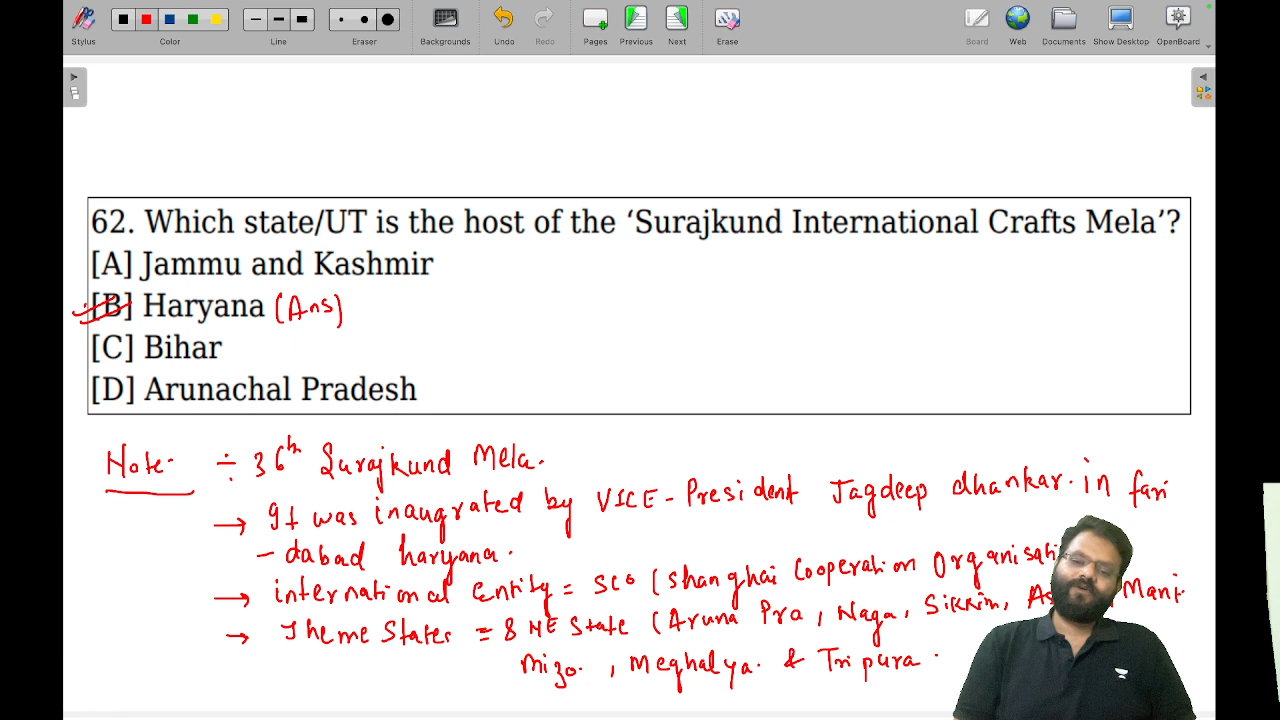 Stylus Color Line Eraser Backgrounds Undo Redo Pages Previous Next Erase Board Web Documents Show Desktop OpenBoard
62. Which state/UT is the host of the ‘Surajkund International Crafts Mela’?
[A] Jammu and Kashmir
[B] Haryana (Ans)
[C] Bihar
[D] Arunachal Pradesh
Note- ÷ 36th Surajkund Mela.
→ It was inaugrated by VICE-President Jagdeep dhankar. in fari
- dabad haryana.
→ international Entity = SCO (Shanghai Cooperation
→ Theme States = 8 NE State (Aruna Pra, Naga, Sikkim, Mani
mizo., Meghalya. & Tripura.